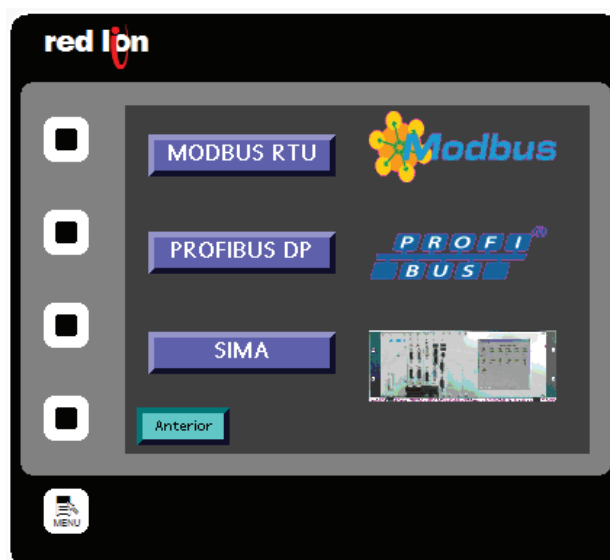 red lion
MODBUS RTU
Modbus
PROFIBUS DP
PROFI
BUS
®
SIMA
Anterior
MENU